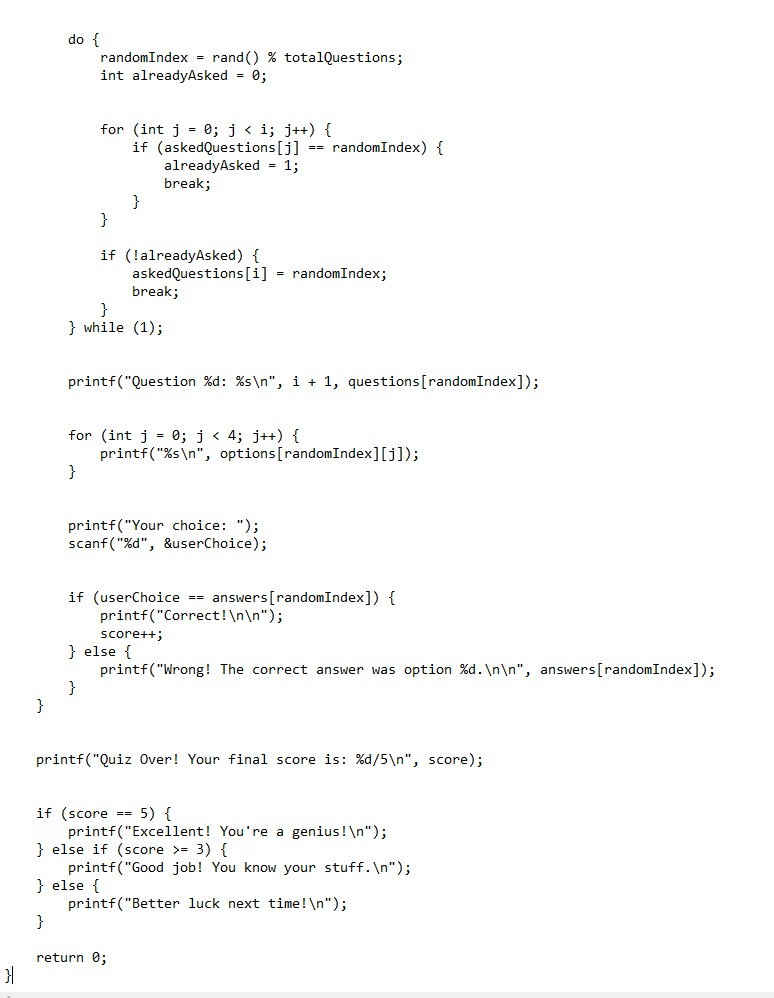 do {
randomIndex = rand() % totalQuestions;
int alreadyAsked = 0;
for (int j = 0; j < i; j++) {
if (askedQuestions[j] == randomIndex) {
alreadyAsked = 1;
break;
}
}
if (!alreadyAsked) {
askedQuestions[i] = randomIndex;
break;
}
} while (1);
printf("Question %d: %s\n", i + 1, questions[randomIndex]);
for (int j = 0; j < 4; j++) {
printf("%s\n", options[randomIndex][j]);
}
printf("Your choice: ");
scanf("%d", &userChoice);
if (userChoice == answers[randomIndex]) {
printf("Correct!\n\n");
score++;
} else {
printf("Wrong! The correct answer was option %d.\n\n", answers[randomIndex]);
}
}
printf("Quiz Over! Your final score is: %d/5\n", score);
if (score == 5) {
printf("Excellent! You're a genius!\n");
} else if (score >= 3) {
printf("Good job! You know your stuff.\n");
} else {
printf("Better luck next time!\n");
}
return 0;
}